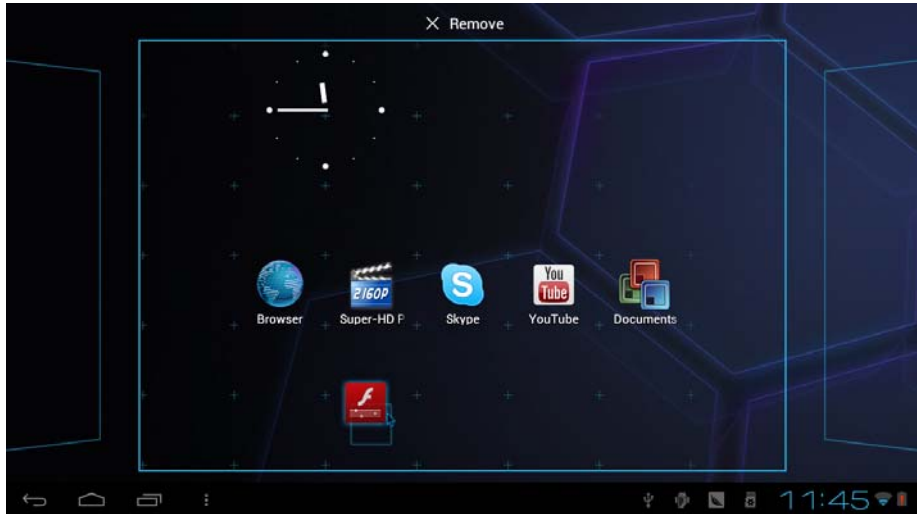 Remove
2160P
You
Tube
Browser
Super-HD P
Skype
YouTube
Documents
11:45